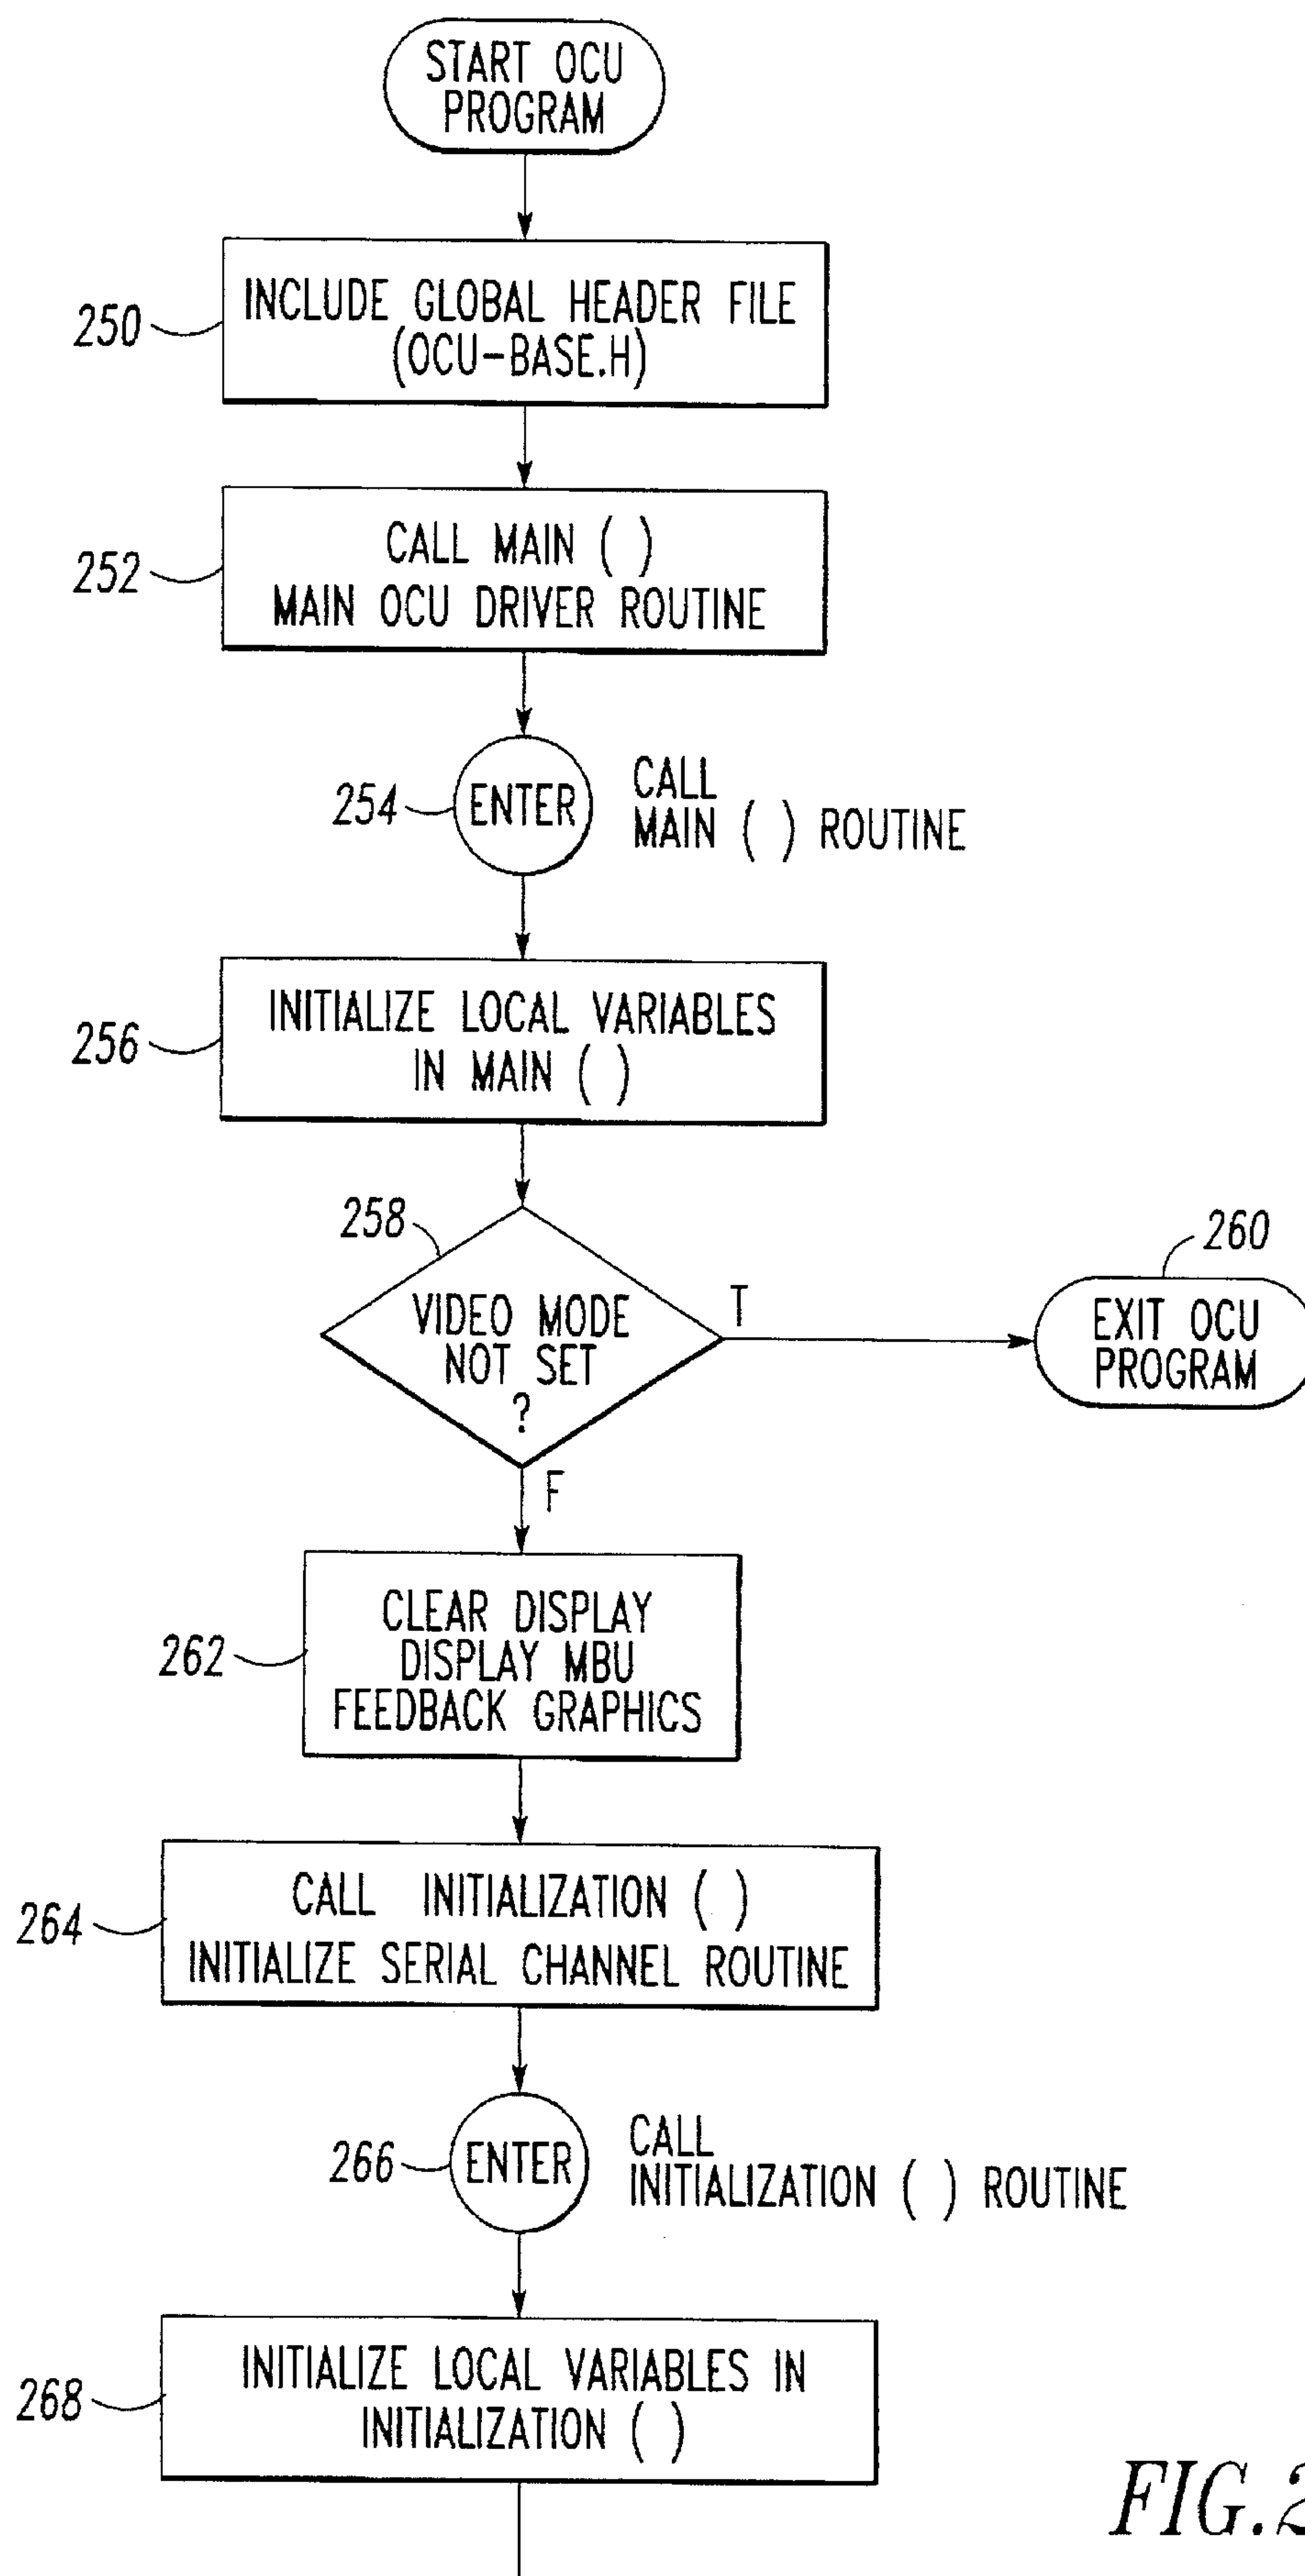 START OCU
PROGRAM
250
INCLUDE GLOBAL HEADER FILE
(OCU-BASE.H)
252
CALL MAIN ( )
MAIN OCU DRIVER ROUTINE
254
ENTER
CALL
MAIN ( ) ROUTINE
256
INITIALIZE LOCAL VARIABLES
IN MAIN ( )
258
VIDEO MODE
NOT SET
?
T
260
EXIT OCU
PROGRAM
F
262
CLEAR DISPLAY
DISPLAY MBU
FEEDBACK GRAPHICS
264
CALL INITIALIZATION ( )
INITIALIZE SERIAL CHANNEL ROUTINE
266
ENTER
CALL
INITIALIZATION ( ) ROUTINE
268
INITIALIZE LOCAL VARIABLES IN
INITIALIZATION ( )
FIG.